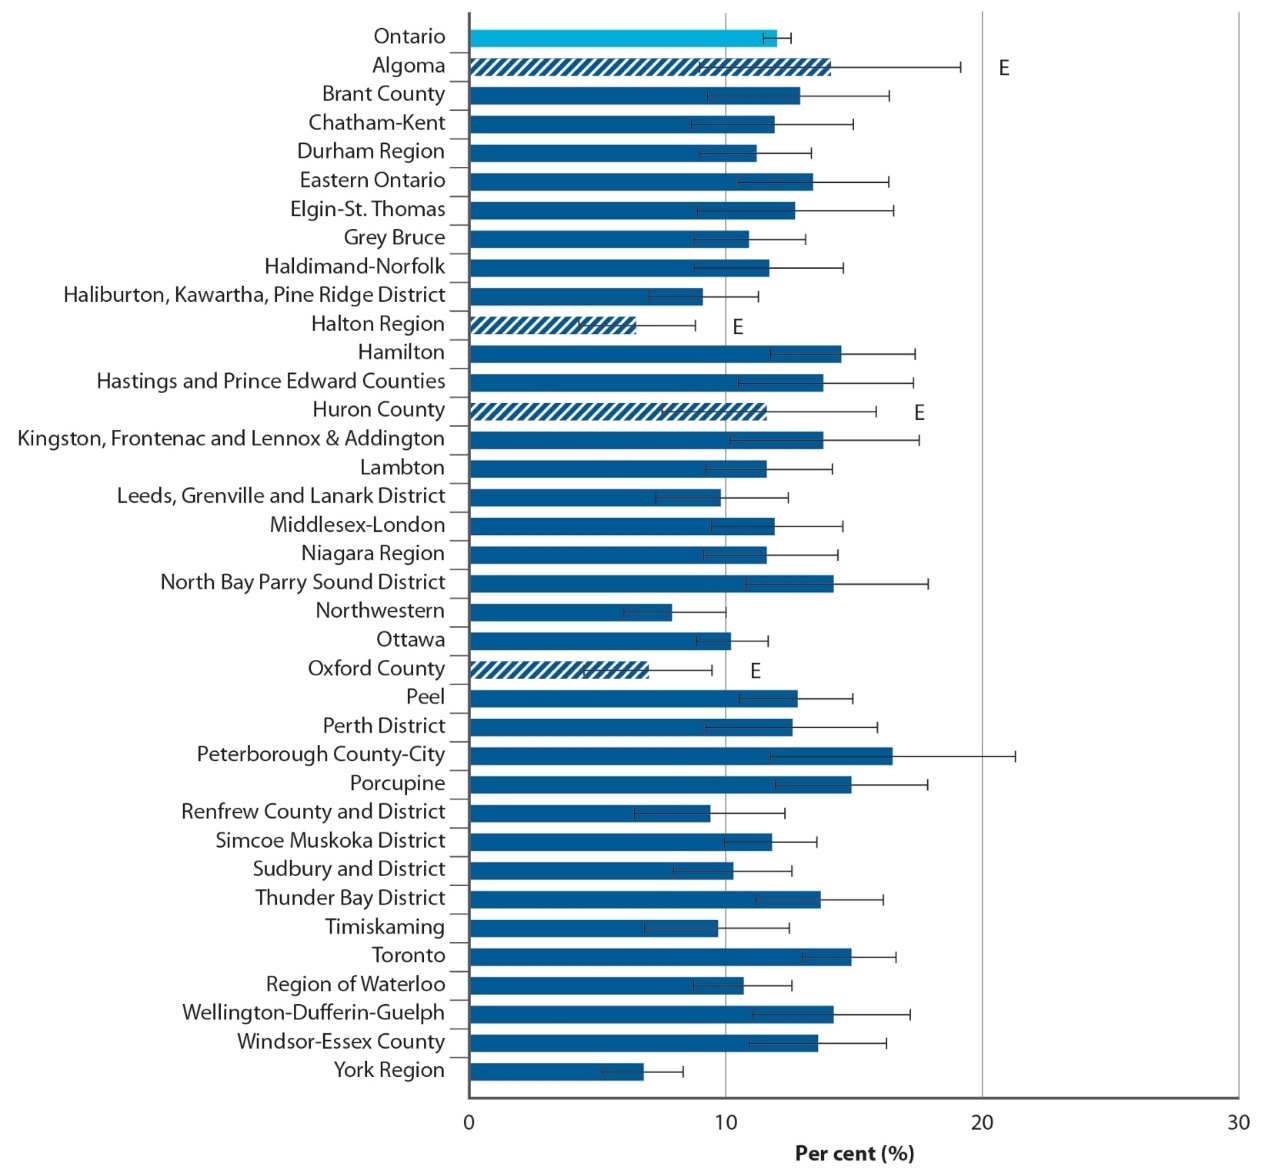 Ontario
Algoma E
Brant County
Chatham-Kent
Durham Region
Eastern Ontario
Elgin-St. Thomas
Grey Bruce
Haldimand-Norfolk
Haliburton, Kawartha, Pine Ridge District
Halton Region E
Hamilton
Hastings and Prince Edward Counties
Huron County E
Kingston, Frontenac and Lennox & Addington
Lambton
Leeds, Grenville and Lanark District
Middlesex-London
Niagara Region
North Bay Parry Sound District
Northwestern
Ottawa
Oxford County E
Peel
Perth District
Peterborough County-City
Porcupine
Renfrew County and District
Simcoe Muskoka District
Sudbury and District
Thunder Bay District
Timiskaming
Toronto
Region of Waterloo
Wellington-Dufferin-Guelph
Windsor-Essex County
York Region
0 10 20 30
Per cent (%)